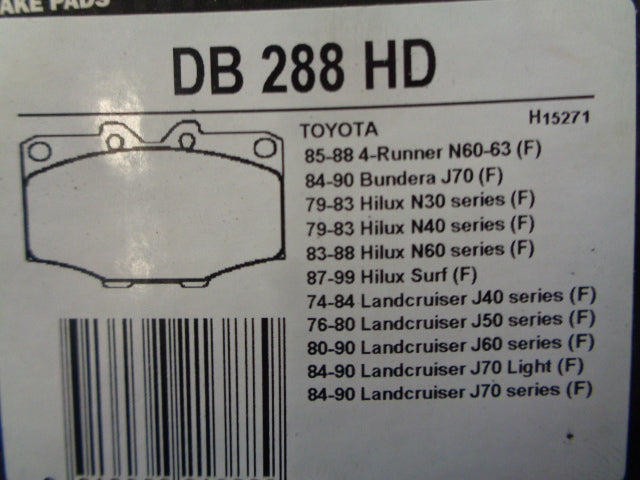 AKE PADS
DB 288 HD
H15271
TOYOTA
85-88 4-Runner N60-63 (F)
84-90 Bundera J70 (F)
79-83 Hilux N30 series (F)
79-83 Hilux N40 series (F)
83-88 Hilux N60 series (F)
87-99 Hilux Surf (F)
74-84 Landcruiser J40 series (F)
76-80 Landcruiser J50 series (F)
80-90 Landcruiser J60 series (F)
84-90 Landcruiser J70 Light (F)
84-90 Landcruiser J70 series (F)